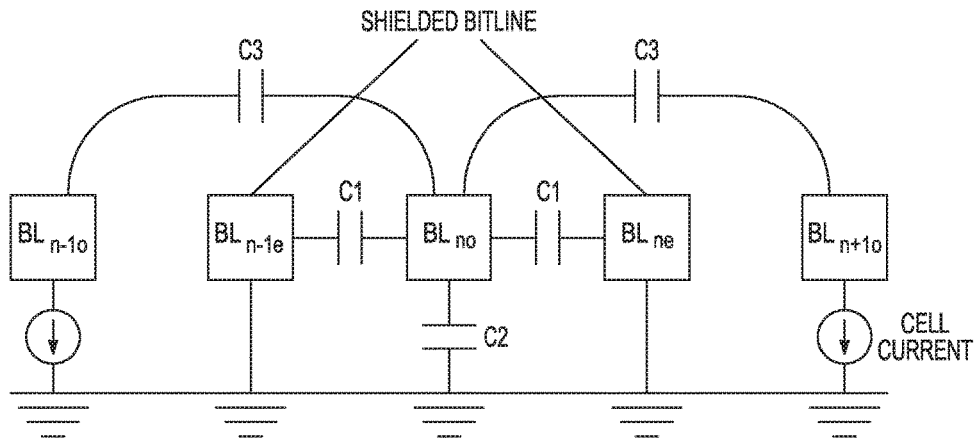 SHIELDED BITLINE
C3
C3
C1
C1
BL n-1o
BL n-1e
BL no
BL ne
BL n+1o
C2
CELL
CURRENT